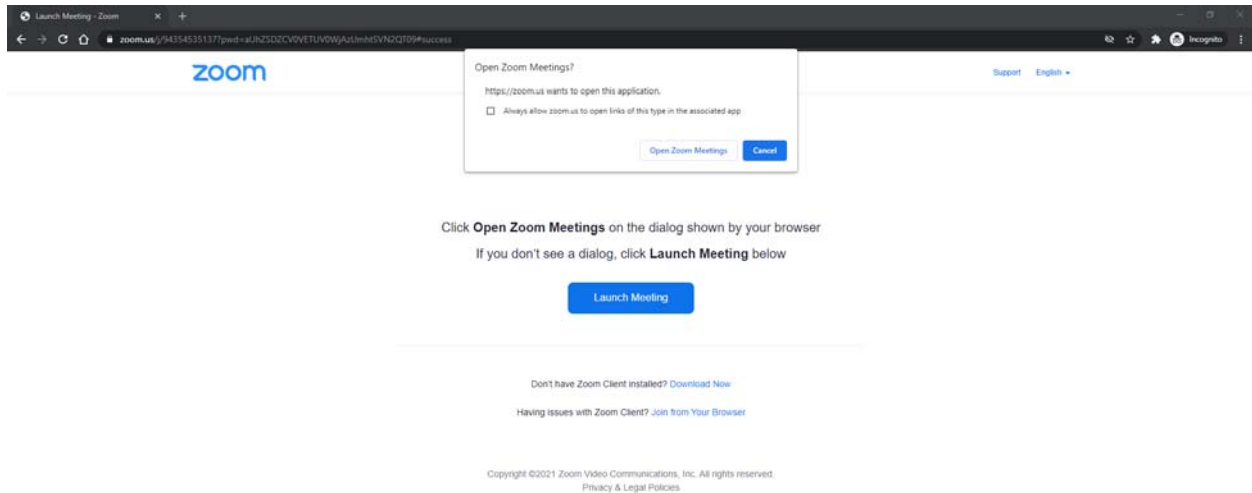 Launch Meeting - Zoom
zoom.us/j/94354535137?pwd=
Incognito
zoom
Support English
Open Zoom Meetings?
https://zoom.us wants to open this application.
Always allow zoom.us to open links of this type in the associated app
Open Zoom Meetings Cancel
Click Open Zoom Meetings on the dialog shown by your browser
If you don't see a dialog, click Launch Meeting below
Launch Meeting
Don't have Zoom Client installed? Download Now
Having issues with Zoom Client? Join from Your Browser
Copyright ©2021 Zoom Video Communications, Inc. All rights reserved.
Privacy & Legal Policies